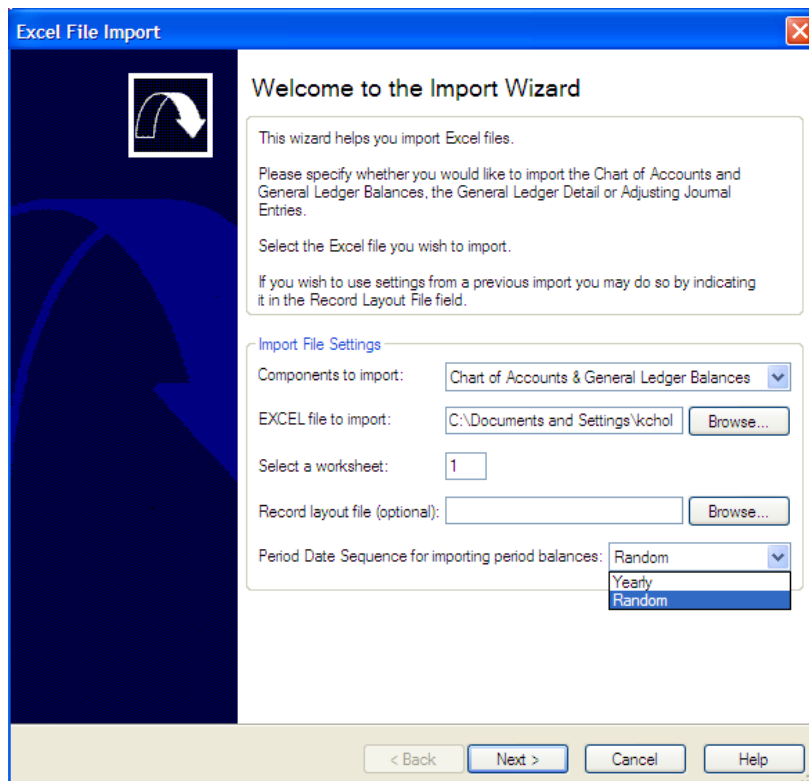 Excel File Import
Welcome to the Import Wizard
This wizard helps you import Excel files.
Please specify whether you would like to import the Chart of Accounts and
General Ledger Balances, the General Ledger Detail or Adjusting Journal
Entries.
Select the Excel file you wish to import.
If you wish to use settings from a previous import you may do so by indicating
it in the Record Layout File field.
Import File Settings
Components to import: Chart of Accounts & General Ledger Balances
EXCEL file to import: C:\Documents and Settings\kchol Browse...
Select a worksheet: 1
Record layout file (optional): Browse...
Period Date Sequence for importing period balances: Random
Yearly
Random
< Back Next > Cancel Help